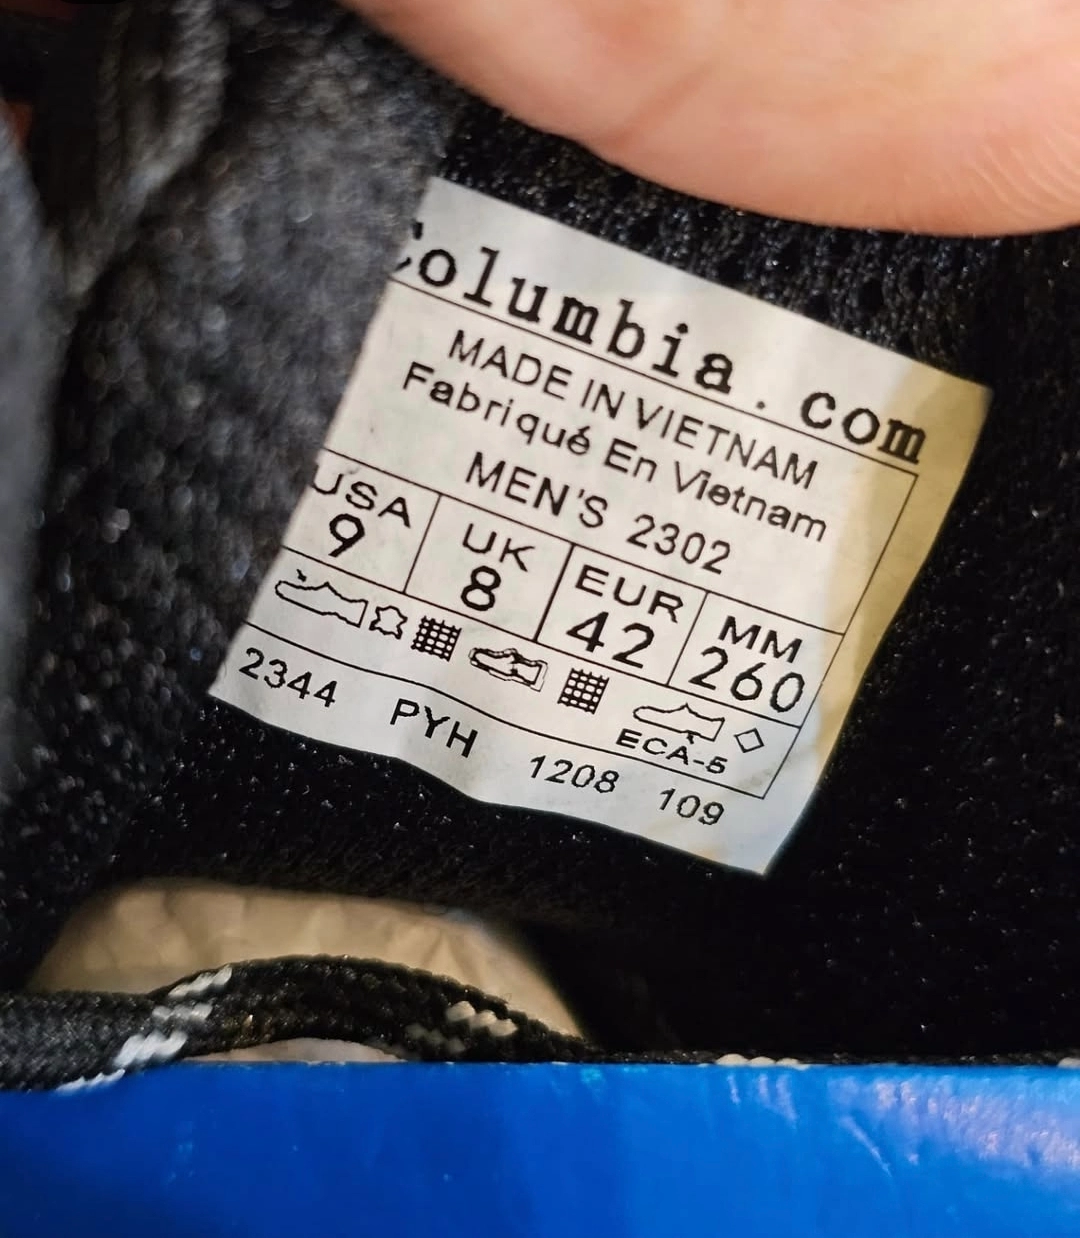 Columbia.com
MADE IN VIETNAM
Fabriqué En Vietnam
MEN'S 2302
USA UK EUR MM
9 8 42 260
ECA-5
2344 PYH 1208 109